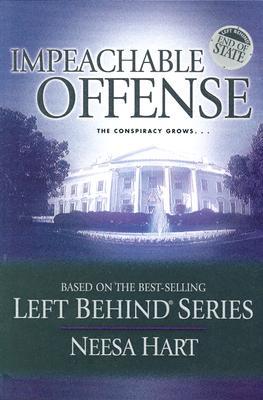 LEFT BEHIND
END OF
STATE
IMPEACHABLE
OFFENSE
THE CONSPIRACY GROWS...
BASED ON THE BEST-SELLING
LEFT BEHIND® SERIES
NEESA HART